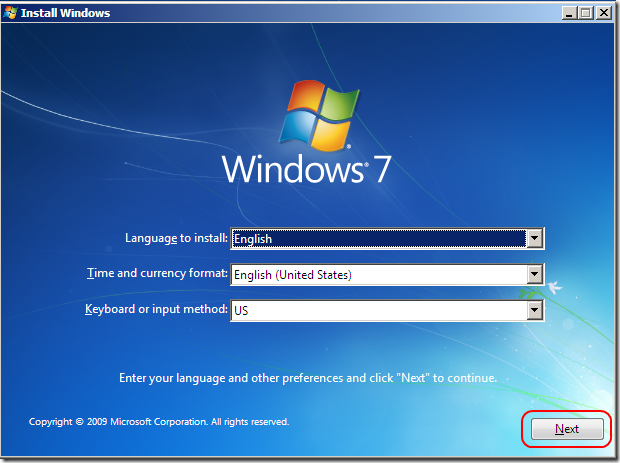 Install Windows
Windows® 7
Language to install: English
Time and currency format: English (United States)
Keyboard or input method: US
Enter your language and other preferences and click "Next" to continue.
Copyright © 2009 Microsoft Corporation. All rights reserved.
Next